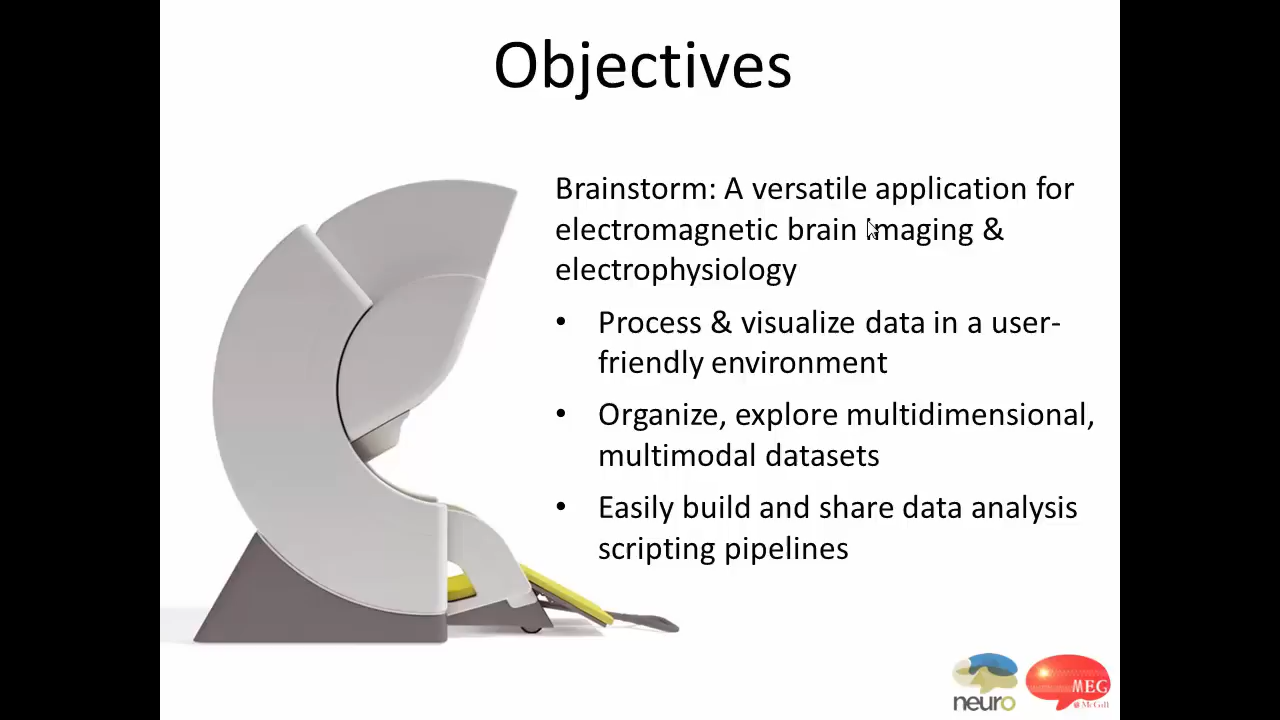 Objectives
Brainstorm: A versatile application for
electromagnetic brain imaging &
electrophysiology
• Process & visualize data in a user-
friendly environment
• Organize, explore multidimensional,
multimodal datasets
• Easily build and share data analysis
scripting pipelines
neuro
MEG
McGill